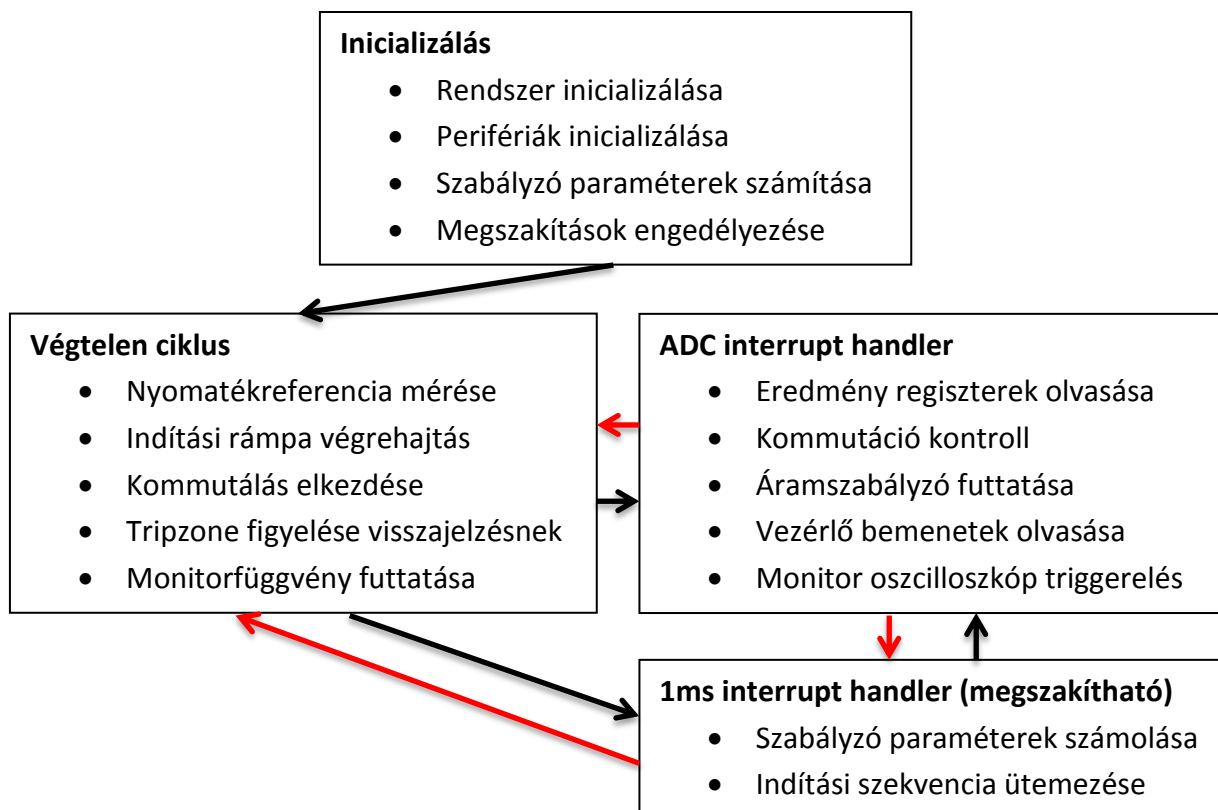 Inicializálás
• Rendszer inicializálása
• Perifériák inicializálása
• Szabályzó paraméterek számítása
• Megszakítások engedélyezése
Végtelen ciklus
• Nyomatékreferencia mérése
• Indítási rámpa végrehajtás
• Kommutálás elkezdése
• Tripzone figyelése visszajelzésnek
• Monitorfüggvény futtatása
ADC interrupt handler
• Eredmény regiszterek olvasása
• Kommutáció kontroll
• Áramszabályzó futtatása
• Vezérlő bemenetek olvasása
• Monitor oszcilloszkóp triggerelés
1ms interrupt handler (megszakítható)
• Szabályzó paraméterek számolása
• Indítási szekvencia ütemezése